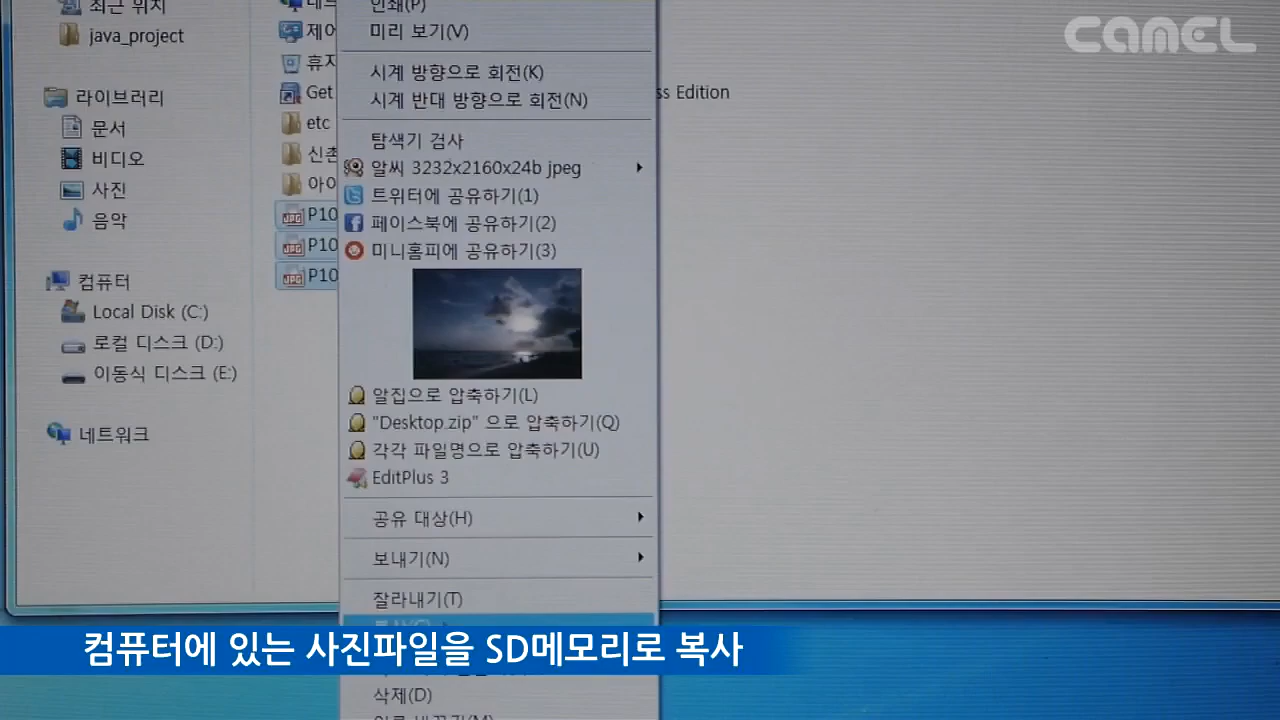 최근 위치
java_project
라이브러리
문서
비디오
사진
음악
컴퓨터
Local Disk (C:)
로컬 디스크 (D:)
이동식 디스크 (E:)
네트워크
제어
휴지
Get
ss Edition
etc
신촌
아이
P10
P10
P10
인쇄(P)
미리 보기(V)
시계 방향으로 회전(K)
시계 반대 방향으로 회전(N)
탐색기 검사
알씨 3232x2160x24b jpeg
트위터에 공유하기(1)
페이스북에 공유하기(2)
미니홈피에 공유하기(3)
알집으로 압축하기(L)
"Desktop.zip" 으로 압축하기(Q)
각각 파일명으로 압축하기(U)
EditPlus 3
공유 대상(H)
보내기(N)
잘라내기(T)
삭제(D)
CAMEL
컴퓨터에 있는 사진파일을 SD메모리로 복사